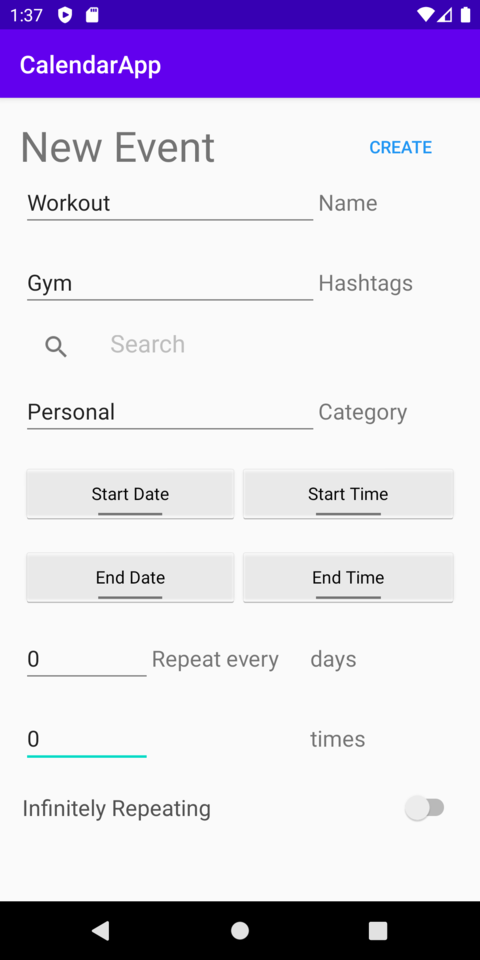 1:37
CalendarApp
New Event CREATE
Workout Name
Gym Hashtags
Search
Personal Category
Start Date Start Time
End Date End Time
0 Repeat every days
0 times
Infinitely Repeating